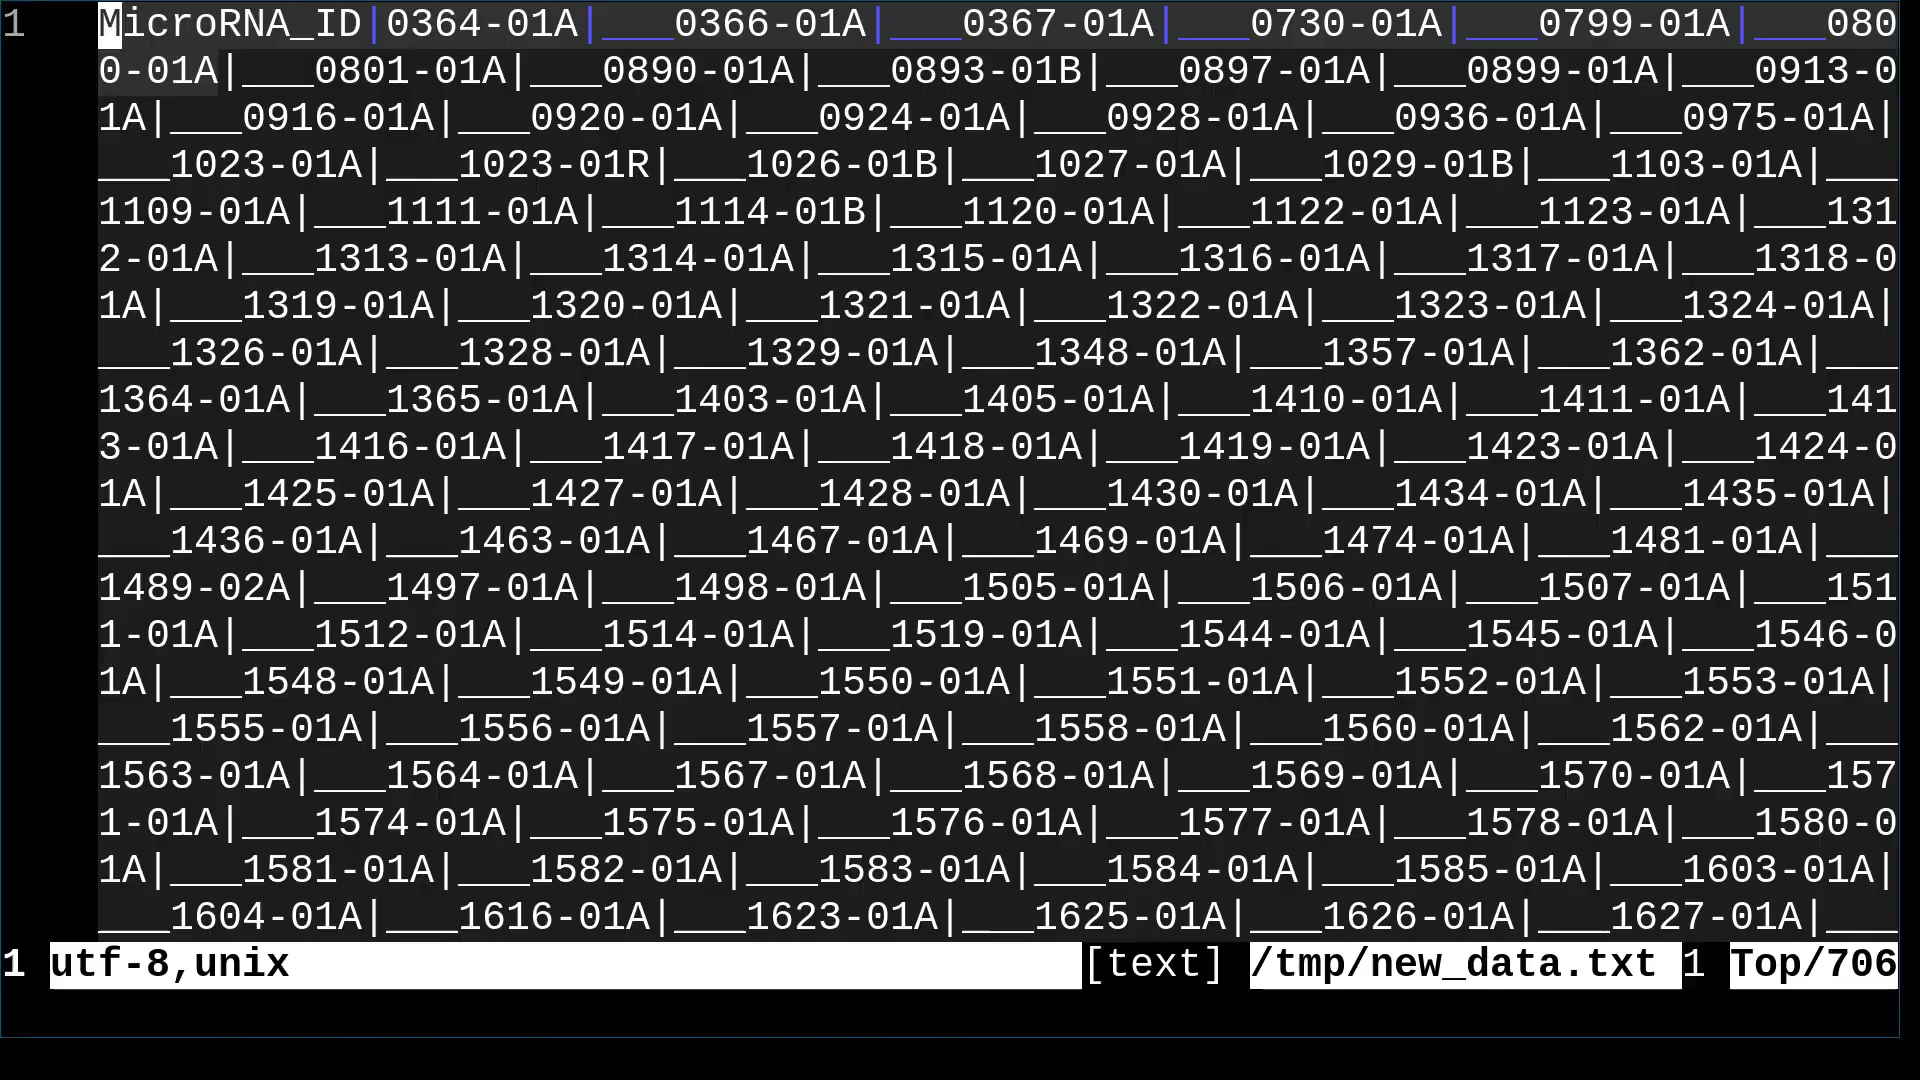 1 MicroRNA_ID|0364-01A|___0366-01A|___0367-01A|___0730-01A|___0799-01A|___080
0-01A|___0801-01A|___0890-01A|___0893-01B|___0897-01A|___0899-01A|___0913-0
1A|___0916-01A|___0920-01A|___0924-01A|___0928-01A|___0936-01A|___0975-01A|
___1023-01A|___1023-01R|___1026-01B|___1027-01A|___1029-01B|___1103-01A|___
1109-01A|___1111-01A|___1114-01B|___1120-01A|___1122-01A|___1123-01A|___131
2-01A|___1313-01A|___1314-01A|___1315-01A|___1316-01A|___1317-01A|___1318-0
1A|___1319-01A|___1320-01A|___1321-01A|___1322-01A|___1323-01A|___1324-01A|
___1326-01A|___1328-01A|___1329-01A|___1348-01A|___1357-01A|___1362-01A|___
1364-01A|___1365-01A|___1403-01A|___1405-01A|___1410-01A|___1411-01A|___141
3-01A|___1416-01A|___1417-01A|___1418-01A|___1419-01A|___1423-01A|___1424-0
1A|___1425-01A|___1427-01A|___1428-01A|___1430-01A|___1434-01A|___1435-01A|
___1436-01A|___1463-01A|___1467-01A|___1469-01A|___1474-01A|___1481-01A|___
1489-02A|___1497-01A|___1498-01A|___1505-01A|___1506-01A|___1507-01A|___151
1-01A|___1512-01A|___1514-01A|___1519-01A|___1544-01A|___1545-01A|___1546-0
1A|___1548-01A|___1549-01A|___1550-01A|___1551-01A|___1552-01A|___1553-01A|
___1555-01A|___1556-01A|___1557-01A|___1558-01A|___1560-01A|___1562-01A|___
1563-01A|___1564-01A|___1567-01A|___1568-01A|___1569-01A|___1570-01A|___157
1-01A|___1574-01A|___1575-01A|___1576-01A|___1577-01A|___1578-01A|___1580-0
1A|___1581-01A|___1582-01A|___1583-01A|___1584-01A|___1585-01A|___1603-01A|
___1604-01A|___1616-01A|___1623-01A|___1625-01A|___1626-01A|___1627-01A|___
1 utf-8,unix [text] /tmp/new_data.txt 1 Top/706